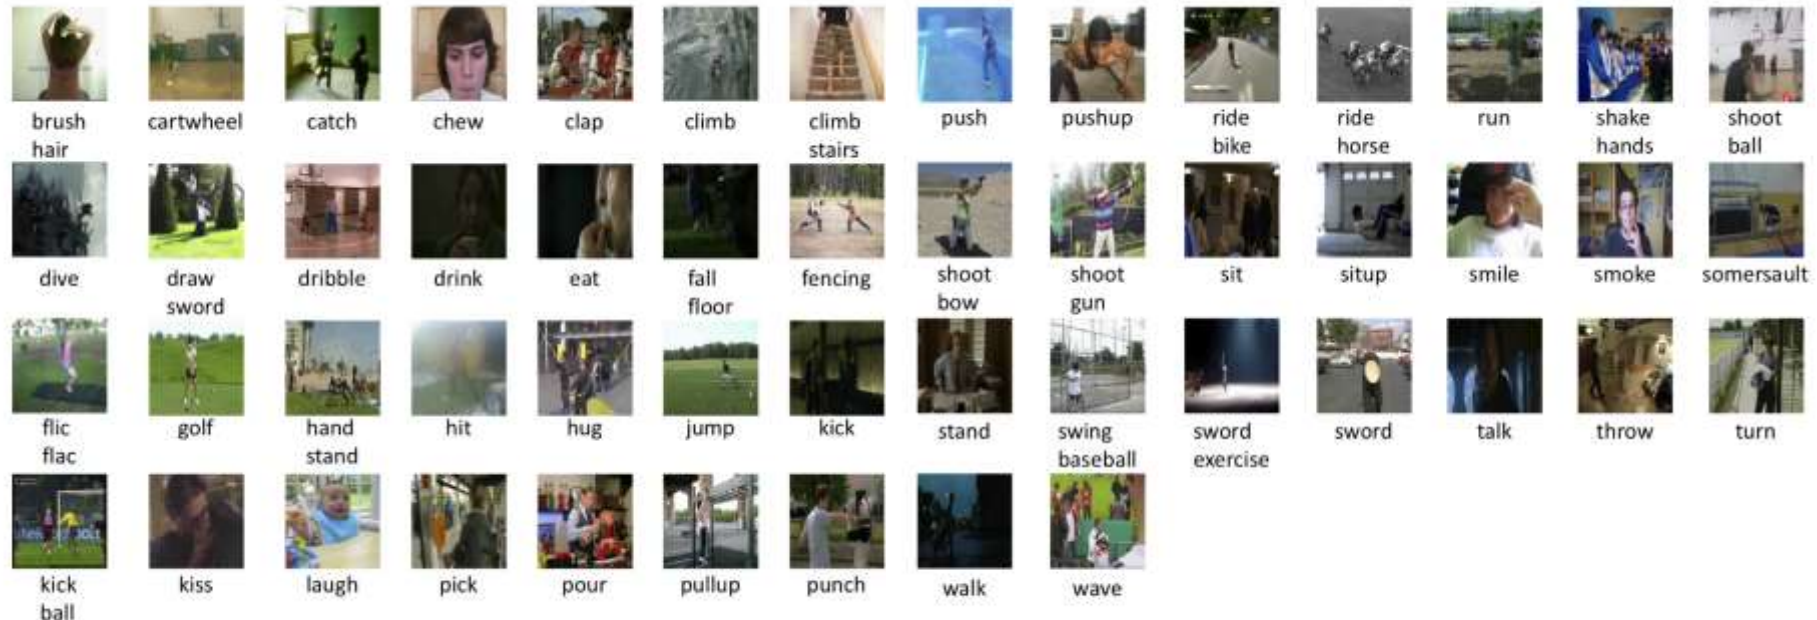 brush
hair
cartwheel
catch
chew
clap
climb
climb
stairs
push
pushup
ride
bike
ride
horse
run
shake
hands
shoot
ball
dive
draw
sword
dribble
drink
eat
fall
floor
fencing
shoot
bow
shoot
gun
sit
situp
smile
smoke
somersault
flic
flac
golf
hand
stand
hit
hug
jump
kick
stand
swing
baseball
sword
exercise
sword
talk
throw
turn
kick
ball
kiss
laugh
pick
pour
pullup
punch
walk
wave